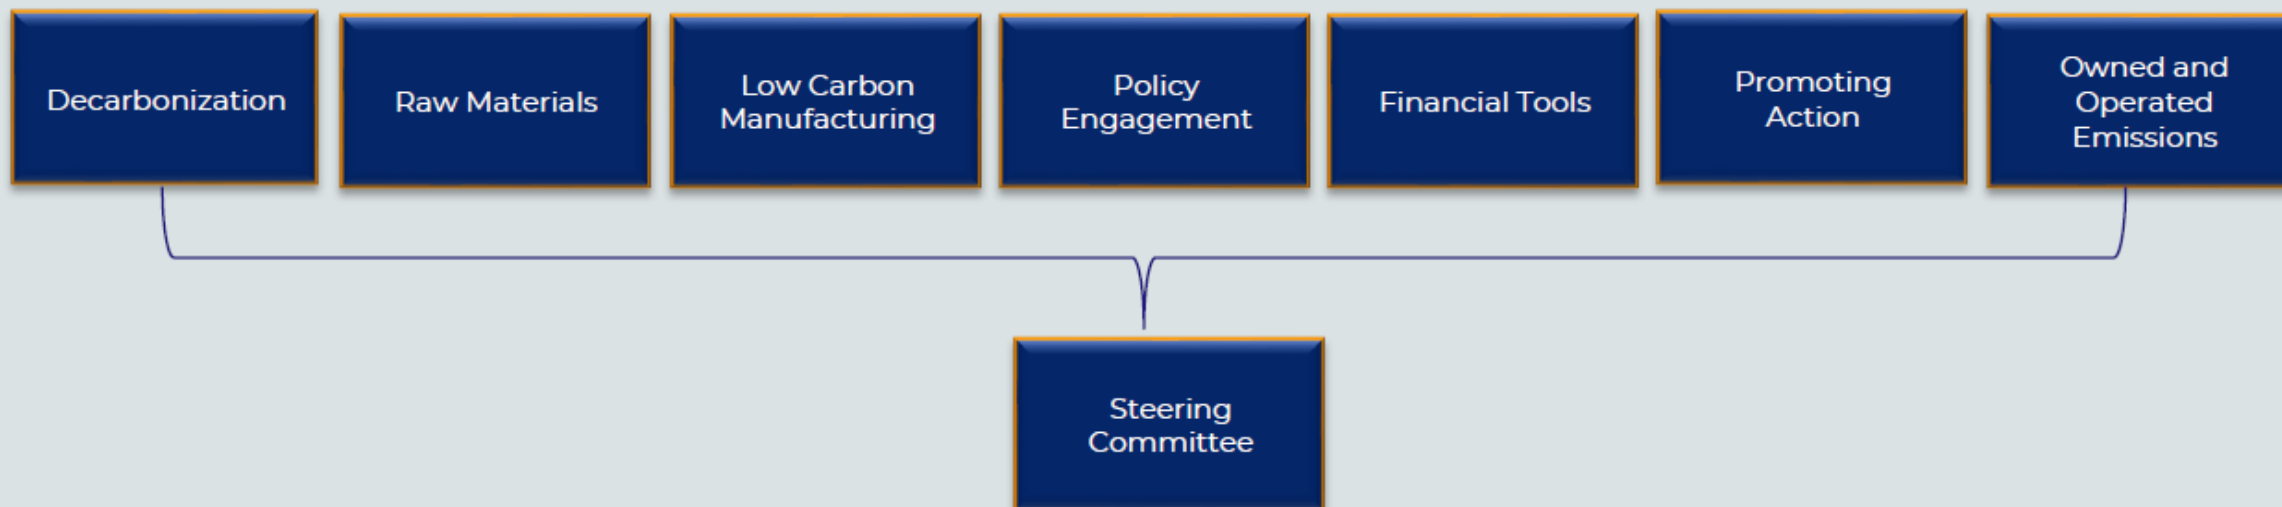 Decarbonization
Raw Materials
Low Carbon
Manufacturing
Policy
Engagement
Financial Tools
Promoting
Action
Owned and
Operated
Emissions
Steering
Committee